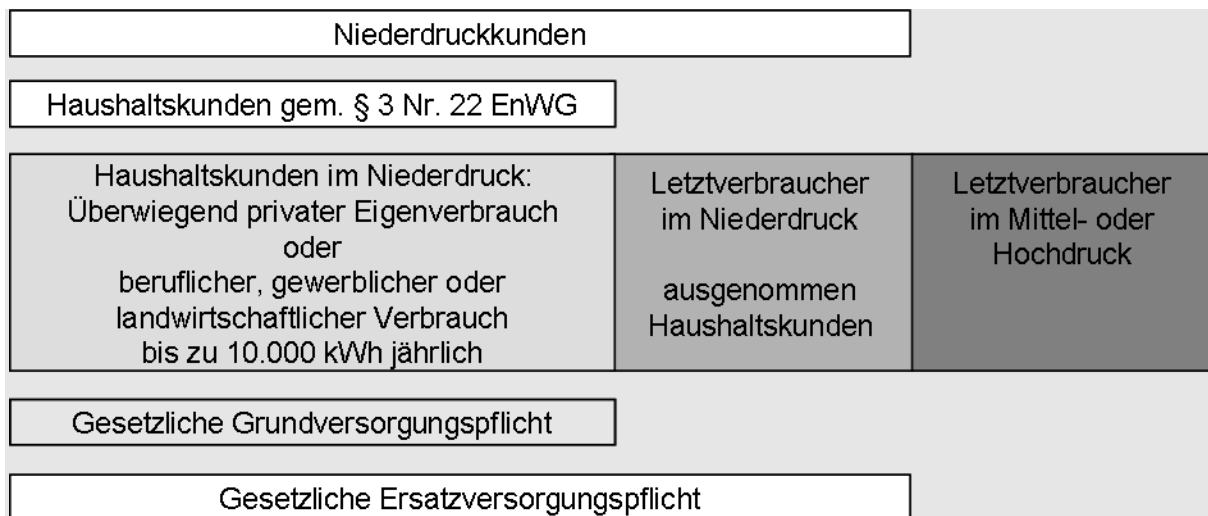 Niederdruckkunden
Haushaltskunden gem. § 3 Nr. 22 EnWG
Haushaltskunden im Niederdruck:
Überwiegend privater Eigenverbrauch
oder
beruflicher, gewerblicher oder
landwirtschaftlicher Verbrauch
bis zu 10.000 kWh jährlich
Letztverbraucher
im Niederdruck
ausgenommen
Haushaltskunden
Letztverbraucher
im Mittel- oder
Hochdruck
Gesetzliche Grundversorgungspflicht
Gesetzliche Ersatzversorgungspflicht